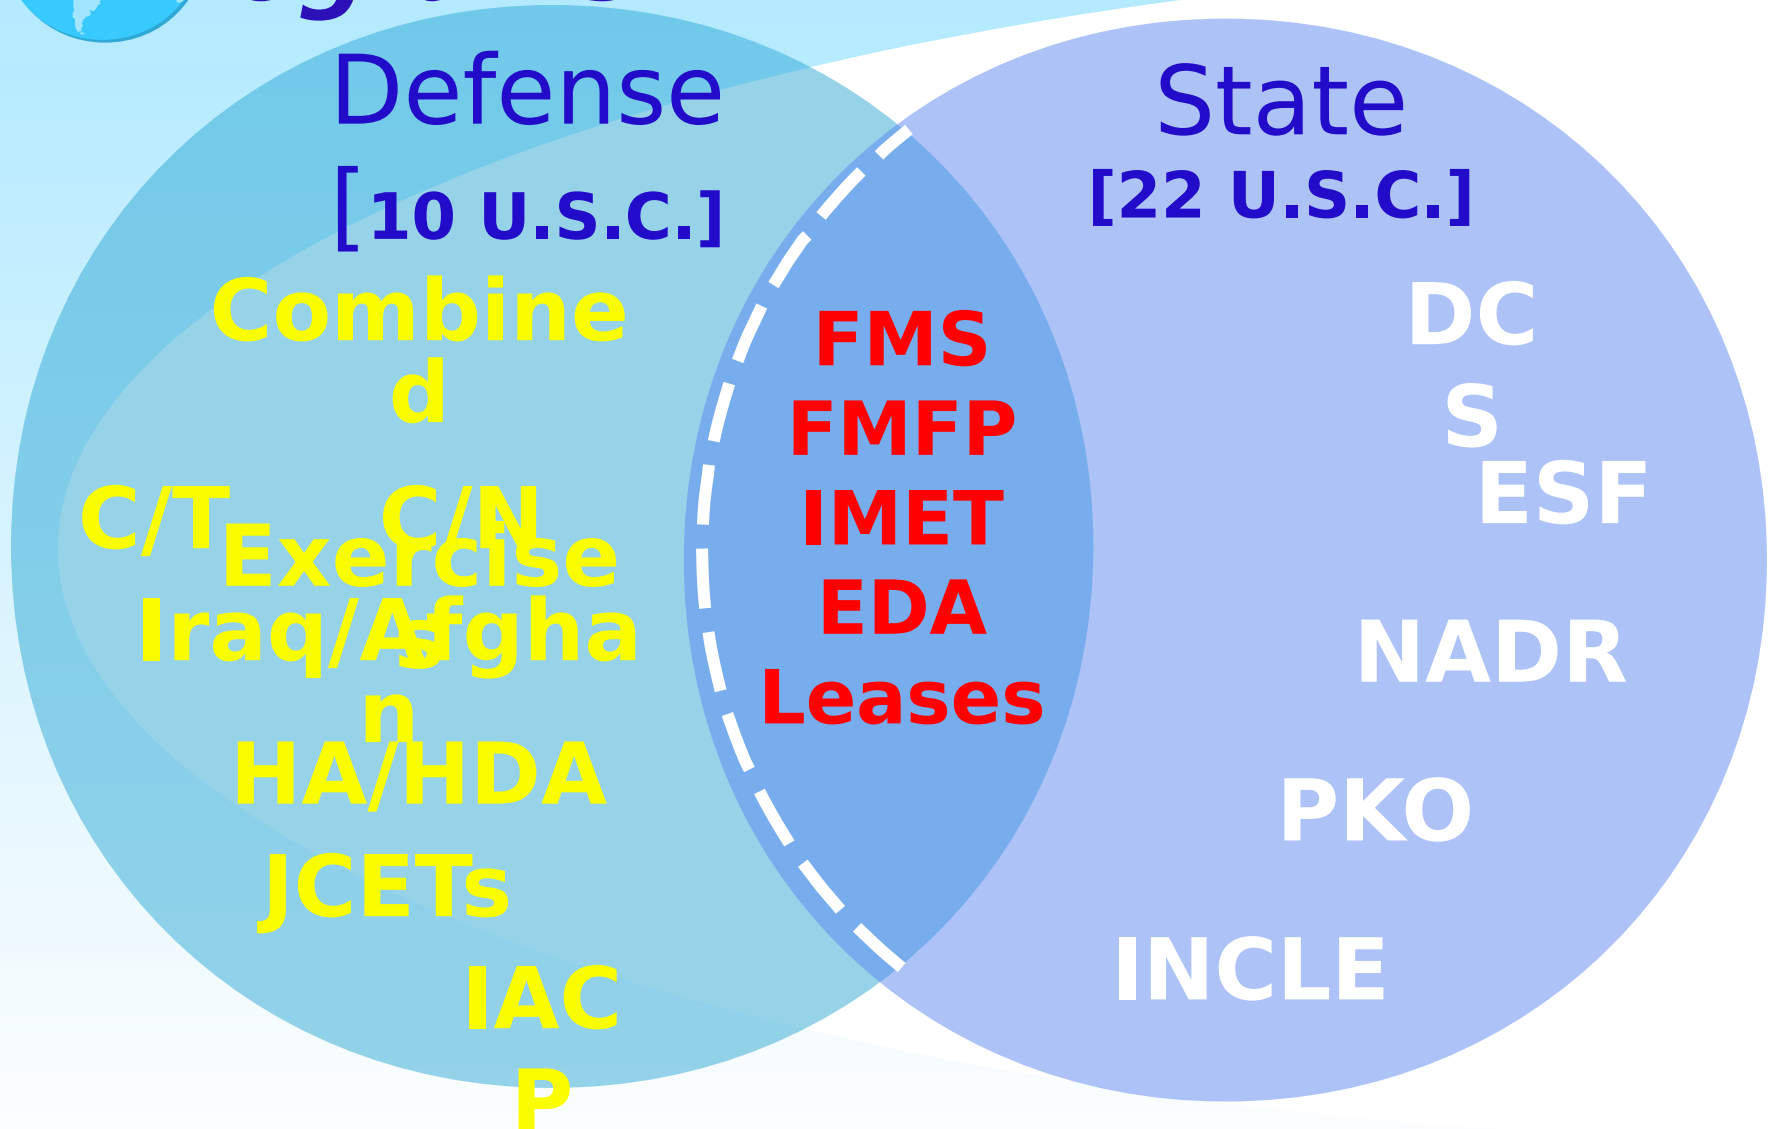 Defense
[10 U.S.C.]
Combine
d
Exercise
s
C/T
C/N
Iraq/Afgha
n
HA/HDA
JCETs
IAC
P
FMS
FMFP
IMET
EDA
Leases
State
[22 U.S.C.]
DC
S
ESF
NADR
PKO
INCLE